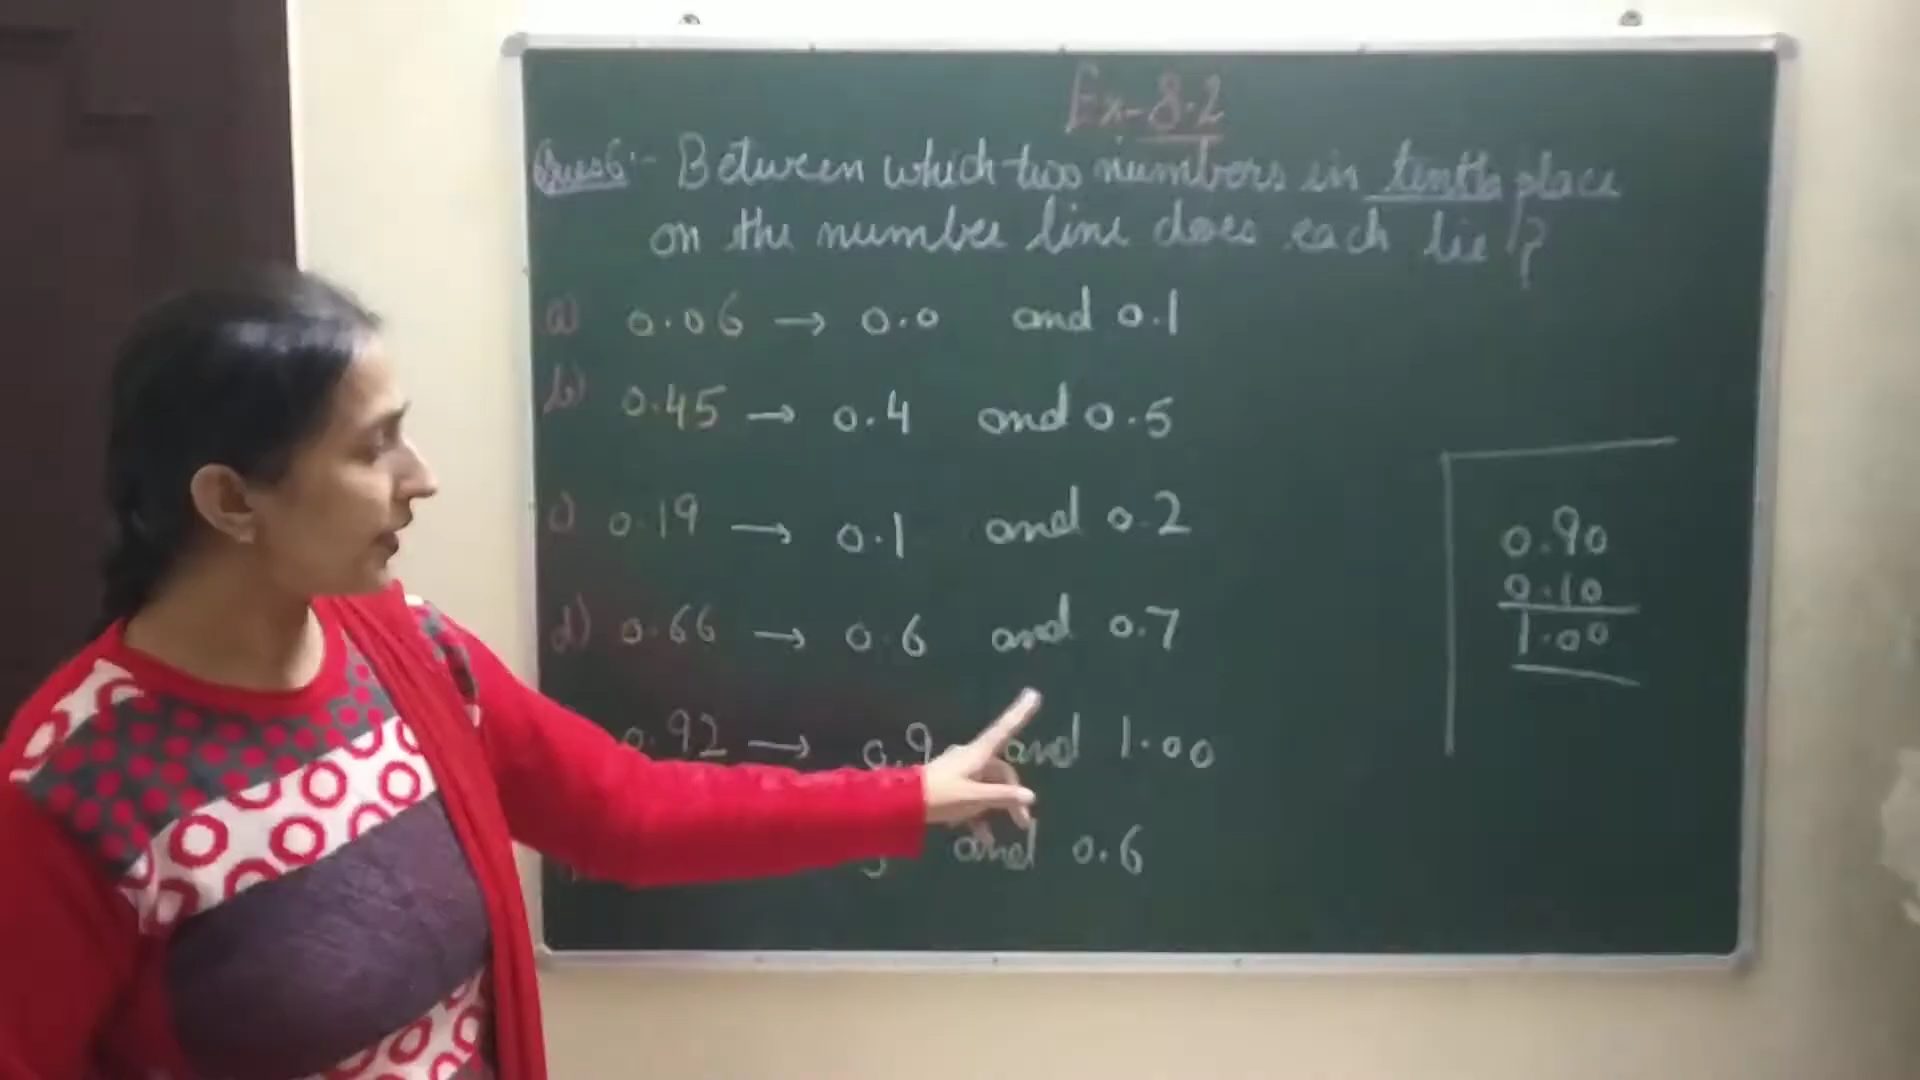 Ex-8.2
Ques6:- Between which two numbers in tenths place
on the number line does each lie?
a) 0.06 → 0.0 and 0.1
b) 0.45 → 0.4 and 0.5
c) 0.19 → 0.1 and 0.2
d) 0.66 → 0.6 and 0.7
0.92 → 0.9 and 1.00
and 0.6
0.90
0.10
1.00